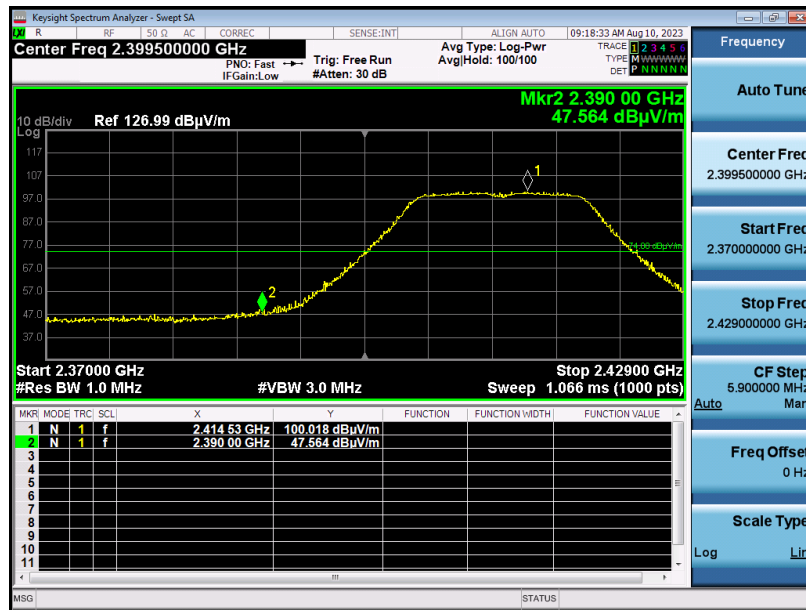 Keysight Spectrum Analyzer - Swept SA
LXI R RF 50 Ω AC CORREC SENSE:INT ALIGN AUTO 09:18:33 AM Aug 10, 2023
Center Freq 2.399500000 GHz
PNO: Fast
IFGain:Low
Trig: Free Run
#Atten: 30 dB
Avg Type: Log-Pwr
Avg|Hold: 100/100
TRACE 1 2 3 4 5 6
TYPE M WWWWW
DET P N N N N N
Frequency
Auto Tune
Center Freq
2.399500000 GHz
Start Freq
2.370000000 GHz
Stop Freq
2.429000000 GHz
CF Step
5.900000 MHz
Auto Man
Freq Offset
0 Hz
Scale Type
Log Lin
Mkr2 2.390 00 GHz
47.564 dBµV/m
10 dB/div Ref 126.99 dBµV/m
Log
117
107
97.0
87.0
77.0
67.0
57.0
47.0
37.0
1
2
74.00 dBµV/m
Start 2.37000 GHz Stop 2.42900 GHz
#Res BW 1.0 MHz #VBW 3.0 MHz Sweep 1.066 ms (1000 pts)
MKR MODE TRC SCL X Y FUNCTION FUNCTION WIDTH FUNCTION VALUE
1 N 1 f 2.414 53 GHz 100.018 dBµV/m
2 N 1 f 2.390 00 GHz 47.564 dBµV/m
3
4
5
6
7
8
9
10
11
MSG STATUS